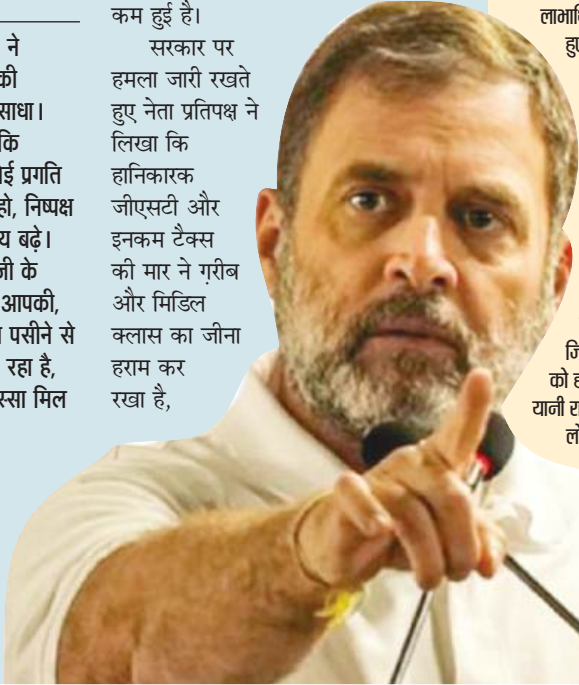 ने
की
साधा।
कि
ई प्रगति
हो, निष्पक्ष
य बढ़े।
जी के
आपकी,
पसीने से
रहा है,
स्सा मिल
कम हुई है।
सरकार पर
हमला जारी रखते
हुए नेता प्रतिपक्ष ने
लिखा कि
हानिकारक
जीएसटी और
इनकम टैक्स
की मार ने ग़रीब
और मिडिल
क्लास का जीना
हराम कर
रखा है,
लाभा
हु
जि
को ह
यानी रा
लो